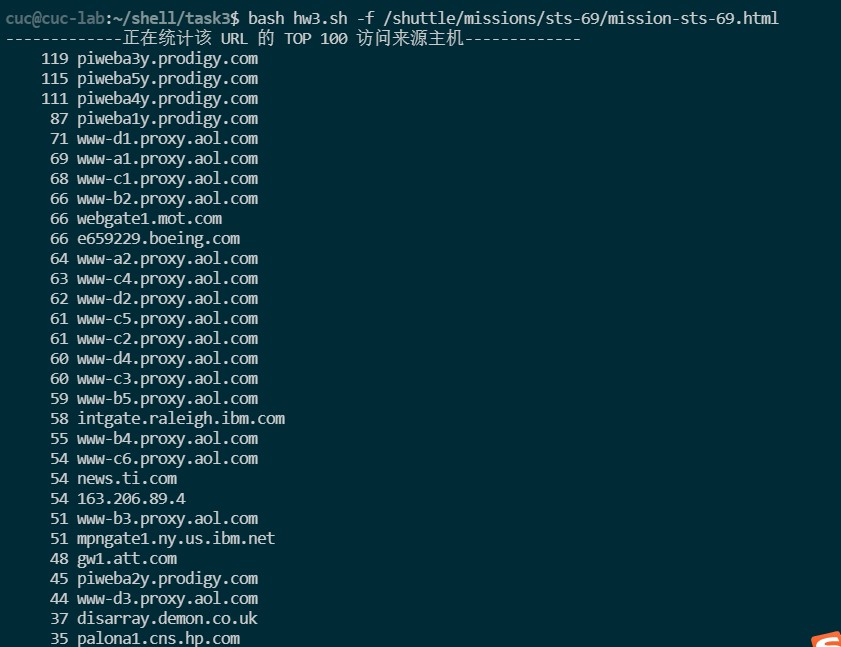 cuc@cuc-lab:~/shell/task3$ bash hw3.sh -f /shuttle/missions/sts-69/mission-sts-69.html
-------------正在统计该 URL 的 TOP 100 访问来源主机-------------
119 piweba3y.prodigy.com
115 piweba5y.prodigy.com
111 piweba4y.prodigy.com
87 piweba1y.prodigy.com
71 www-d1.proxy.aol.com
69 www-a1.proxy.aol.com
68 www-c1.proxy.aol.com
66 www-b2.proxy.aol.com
66 webgate1.mot.com
66 e659229.boeing.com
64 www-a2.proxy.aol.com
63 www-c4.proxy.aol.com
62 www-d2.proxy.aol.com
61 www-c5.proxy.aol.com
61 www-c2.proxy.aol.com
60 www-d4.proxy.aol.com
60 www-c3.proxy.aol.com
59 www-b5.proxy.aol.com
58 intgate.raleigh.ibm.com
55 www-b4.proxy.aol.com
54 www-c6.proxy.aol.com
54 news.ti.com
54 163.206.89.4
51 www-b3.proxy.aol.com
51 mpngate1.ny.us.ibm.net
48 gw1.att.com
45 piweba2y.prodigy.com
44 www-d3.proxy.aol.com
37 disarray.demon.co.uk
35 palona1.cns.hp.com